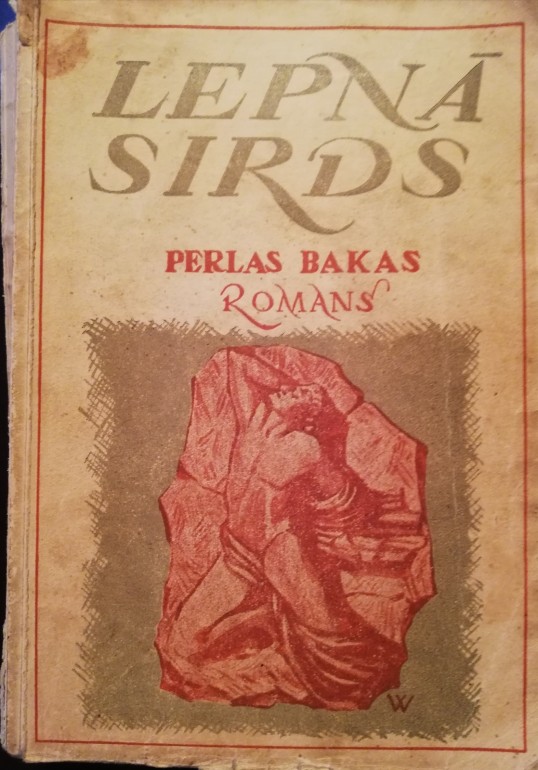 LEPNĀ
SIRDS
PERLAS BAKAS
ROMANS
W